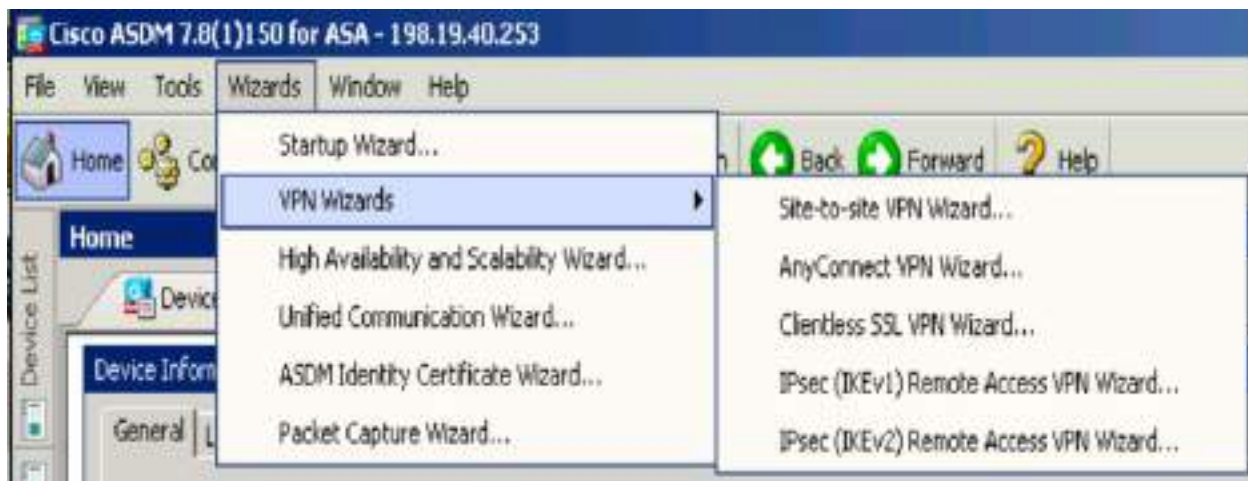 Cisco ASDM 7.8(1)150 for ASA - 198.19.40.253
File View Tools Wizards Window Help
Home Back Forward Help
Startup Wizard...
VPN Wizards
High Availability and Scalability Wizard...
Unified Communication Wizard...
ASDM Identity Certificate Wizard...
Packet Capture Wizard...
Site-to-site VPN Wizard...
AnyConnect VPN Wizard...
Clientless SSL VPN Wizard...
IPsec (IKEv1) Remote Access VPN Wizard...
IPsec (IKEv2) Remote Access VPN Wizard...
Device List
Home
Device
Device Inform
General